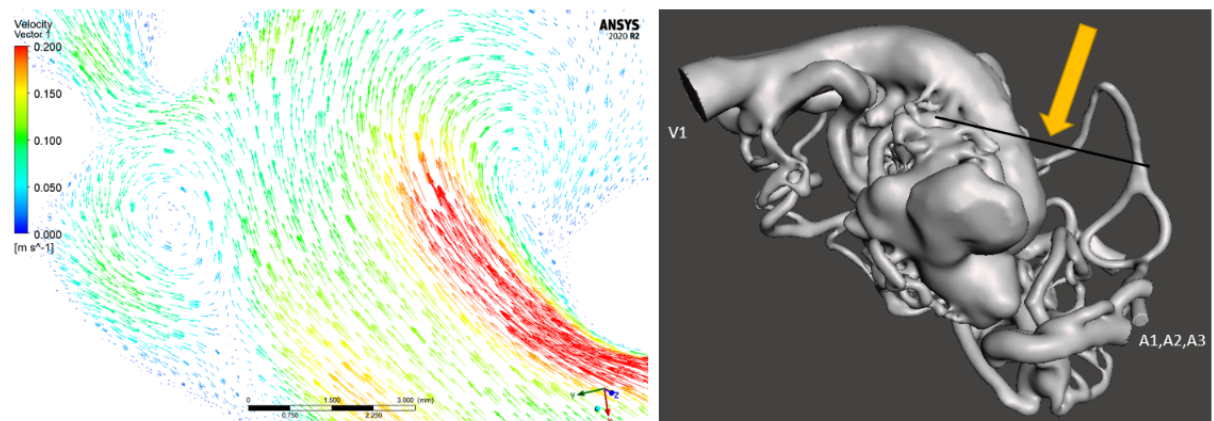 Velocity
Vector 1
0.200
0.150
0.100
0.050
0.000
[m s^-1]
ANSYS
2020 R2
0
1.500
3.000 (mm)
0.750
2.250
Y
Z
V1
A1,A2,A3